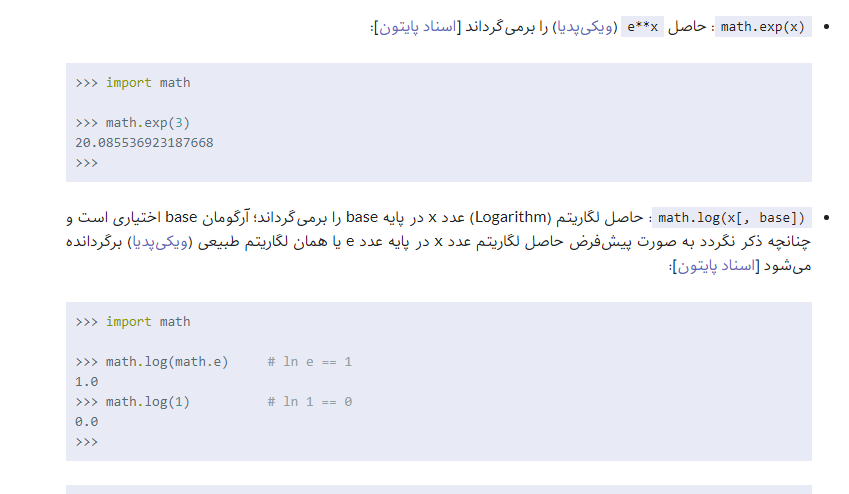 math.exp(x) : حاصل e**x (ویکی‌پدیا) را برمی‌گرداند [اسناد پایتون]:
>>> import math
>>> math.exp(3)
20.085536923187668
>>>
math.log(x[, base]) : حاصل لگاریتم (Logarithm) عدد x در پایه base را برمی‌گرداند؛ آرگومان base اختیاری است و
چنانچه ذکر نگردد به صورت پیش‌فرض حاصل لگاریتم عدد x در پایه عدد e یا همان لگاریتم طبیعی (ویکی‌پدیا) برگردانده
می‌شود [اسناد پایتون]:
>>> import math
>>> math.log(math.e)     # ln e == 1
1.0
>>> math.log(1)          # ln 1 == 0
0.0
>>>